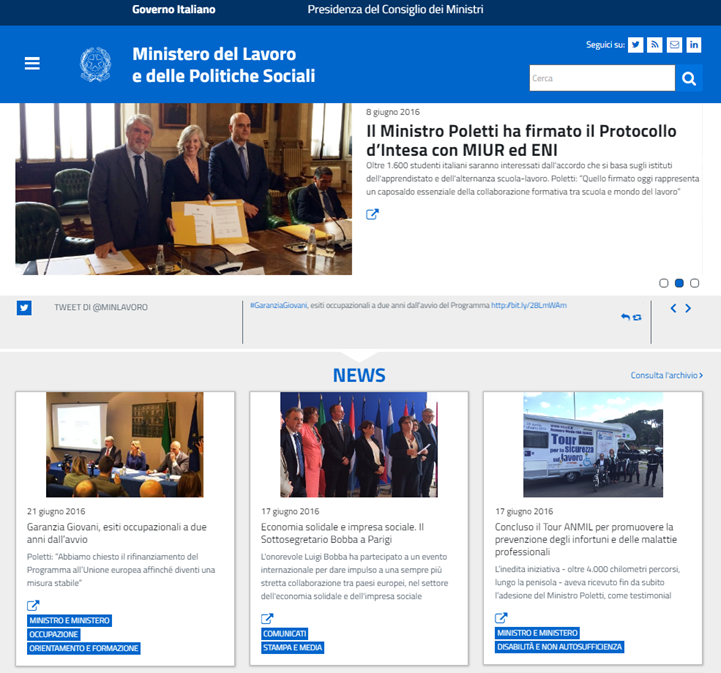 Governo Italiano
Presidenza del Consiglio dei Ministri
Ministero del Lavoro
e delle Politiche Sociali
Seguici su:
Cerca
8 giugno 2016
Il Ministro Poletti ha firmato il Protocollo
d'Intesa con MIUR ed ENI
Oltre 1.600 studenti italiani saranno interessati dall'accordo che si basa sugli istituti
dell'apprendistato e dell'alternanza scuola-lavoro. Poletti: "Quello firmato oggi rappresenta
un caposaldo essenziale della collaborazione formativa tra scuola e mondo del lavoro"
TWEET DI @MINLAVORO
#GaranziaGiovani, esiti occupazionali a due anni dall'avvio del Programma http://bit.ly/28LmWAm
NEWS
Consulta l'archivio
21 giugno 2016
Garanzia Giovani, esiti occupazionali a due
anni dall'avvio
Poletti: "Abbiamo chiesto il rifinanziamento del
Programma all'Unione europea affinchè diventi una
misura stabile"
MINISTRO E MINISTERO
OCCUPAZIONE
ORIENTAMENTO E FORMAZIONE
17 giugno 2016
Economia solidale e impresa sociale. Il
Sottosegretario Bobba a Parigi
L'onorevole Luigi Bobba ha partecipato a un evento
internazionale per dare impulso a una sempre più
stretta collaborazione tra paesi europei, nel settore
dell'economia solidale e dell'impresa sociale
COMUNICATI
STAMPA E MEDIA
Tour
per la sicurezza
sul lavoro
17 giugno 2016
Concluso il Tour ANMIL per promuovere la
prevenzione degli infortuni e delle malattie
professionali
L'inedita iniziativa - oltre 4.000 chilometri percorsi,
lungo la penisola - aveva ricevuto fin da subito
l'adesione del Ministro Poletti, come testimonial
MINISTRO E MINISTERO
DISABILITÀ E NON AUTOSUFFICIENZA